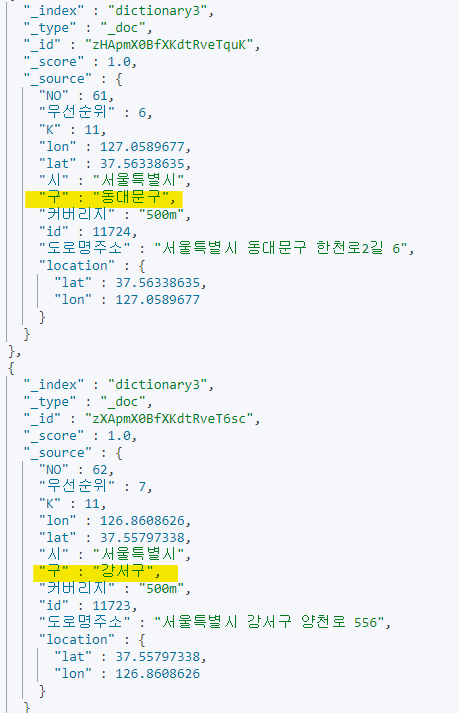 "_index" : "dictionary3",
"_type" : "_doc",
"_id" : "zHApmX0BfXKdtRveTquK",
"_score" : 1.0,
"_source" : {
"NO" : 61,
"우선순위" : 6,
"K" : 11,
"lon" : 127.0589677,
"lat" : 37.56338635,
"시" : "서울특별시",
"구" : "동대문구",
"커버리지" : "500m",
"id" : 11724,
"도로명주소" : "서울특별시 동대문구 한천로2길 6",
"location" : {
"lat" : 37.56338635,
"lon" : 127.0589677
}
}
},
{
"_index" : "dictionary3",
"_type" : "_doc",
"_id" : "zXApmX0BfXKdtRveT6sc",
"_score" : 1.0,
"_source" : {
"NO" : 62,
"우선순위" : 7,
"K" : 11,
"lon" : 126.8608626,
"lat" : 37.55797338,
"시" : "서울특별시",
"구" : "강서구",
"커버리지" : "500m",
"id" : 11723,
"도로명주소" : "서울특별시 강서구 양천로 556",
"location" : {
"lat" : 37.55797338,
"lon" : 126.8608626
}
}